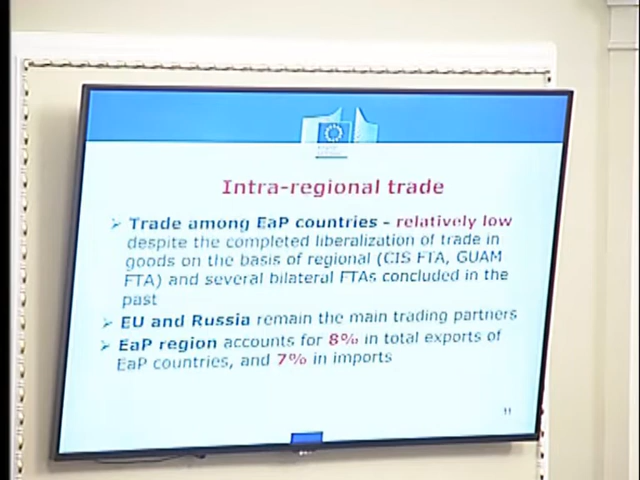 Intra-regional trade
➢ Trade among EaP countries - relatively low
despite the completed liberalization of trade in
goods on the basis of regional (CIS FTA, GUAM
FTA) and several bilateral FTAs concluded in the
past
➢ EU and Russia remain the main trading partners
➢ EaP region accounts for 8% in total exports of
EaP countries, and 7% in imports
11